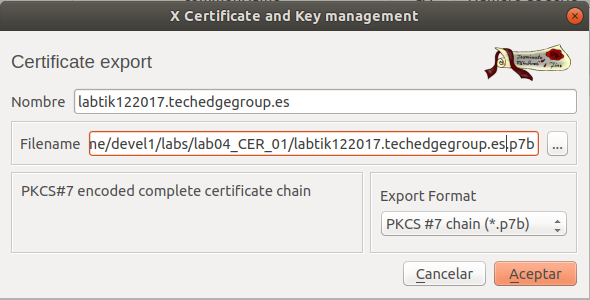 X Certificate and Key management
Certificate export
Nombre labtik122017.techedgegroup.es
Filename ne/devel1/labs/lab04_CER_01/labtik122017.techedgegroup.es.p7b ...
PKCS#7 encoded complete certificate chain
Export Format
PKCS #7 chain (*.p7b)
Cancelar Aceptar